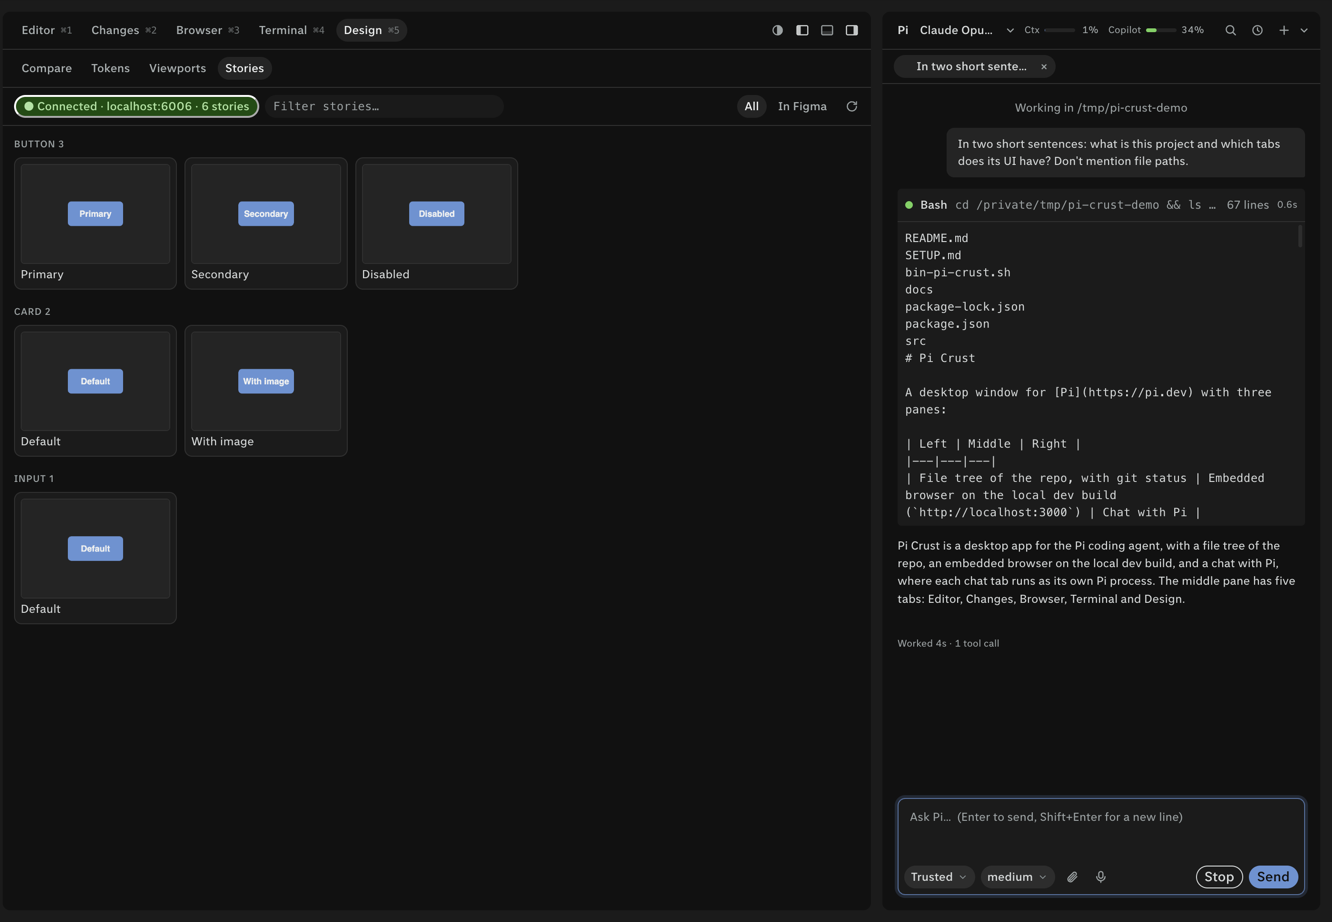 Editor ⌘1 Changes ⌘2 Browser ⌘3 Terminal ⌘4 Design ⌘5
Compare Tokens Viewports Stories
Connected · localhost:6006 · 6 stories Filter stories… All In Figma
BUTTON 3
Primary Secondary Disabled
Primary Secondary Disabled
CARD 2
Default With image
Default With image
INPUT 1
Default
Default
Pi Claude Opu… Ctx 1% Copilot 34%
In two short sente… ×
Working in /tmp/pi-crust-demo
In two short sentences: what is this project and which tabs
does its UI have? Don't mention file paths.
Bash cd /private/tmp/pi-crust-demo && ls … 67 lines 0.6s
README.md
SETUP.md
bin-pi-crust.sh
docs
package-lock.json
package.json
src
# Pi Crust
A desktop window for [Pi](https://pi.dev) with three
panes:
| Left | Middle | Right |
|---|---|---|
| File tree of the repo, with git status | Embedded
browser on the local dev build
(`http://localhost:3000`) | Chat with Pi |
Pi Crust is a desktop app for the Pi coding agent, with a file tree of the
repo, an embedded browser on the local dev build, and a chat with Pi,
where each chat tab runs as its own Pi process. The middle pane has five
tabs: Editor, Changes, Browser, Terminal and Design.
Worked 4s · 1 tool call
Ask Pi… (Enter to send, Shift+Enter for a new line)
Trusted medium Stop Send